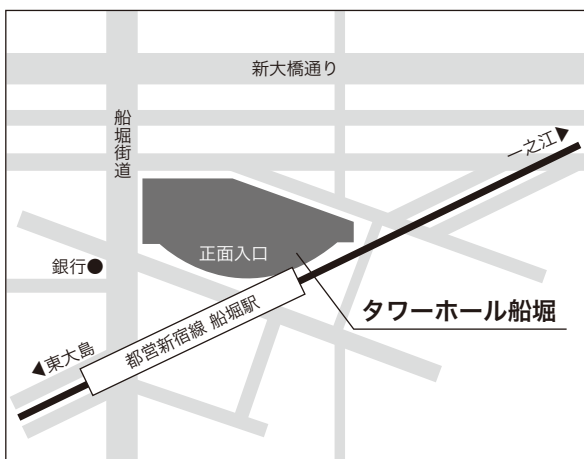 新大橋通り
船堀街道
一之江▶
正面入口
銀行●
タワーホール船堀
都営新宿線 船堀駅
◀東大島